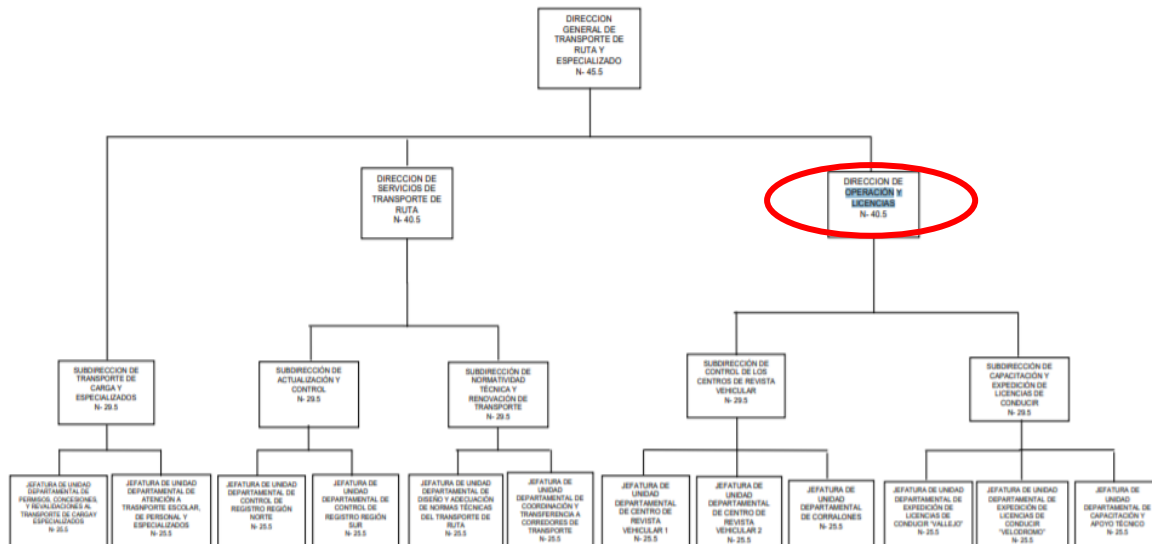 DIRECCION
GENERAL DE
TRANSPORTE DE
RUTA Y
ESPECIALIZADO
N- 45.5
DIRECCION DE
SERVICIOS DE
TRANSPORTE DE
RUTA
N- 40.5
DIRECCION DE
OPERACIÓN Y
LICENCIAS
N- 40.5
SUBDIRECCION DE
TRANSPORTE DE
CARGA Y
ESPECIALIZADOS
N- 29.5
SUBDIRECCIÓN DE
ACTUALIZACIÓN Y
CONTROL
N- 29.5
SUBDIRECCIÓN DE
NORMATIVIDAD
TÉCNICA Y
RENOVACIÓN DE
TRANSPORTE
N- 29.5
SUBDIRECCIÓN DE
CONTROL DE LOS
CENTROS DE REVISTA
VEHICULAR
N- 29.5
SUBDIRECCIÓN DE
CAPACITACIÓN Y
EXPEDICIÓN DE
LICENCIAS DE
CONDUCIR
N- 29.5
JEFATURA DE UNIDAD
DEPARTAMENTAL DE
PERMISOS, CONCESIONES,
Y REVALIDACIONES AL
TRANSPORTE DE CARGAY
ESPECIALIZADOS
N- 25.5
JEFATURA DE UNIDAD
DEPARTAMENTAL DE
ATENCIÓN A
TRASNPORTE ESCOLAR,
DE PERSONAL Y
ESPECIALIZADOS
N- 25.5
JEFATURA DE UNIDAD
DEPARTAMENTAL DE
CONTROL DE
REGISTRO REGIÓN
NORTE
N- 25.5
JEFATURA DE
UNIDAD
DEPARTAMENTAL DE
CONTROL DE
REGISTRO REGIÓN
SUR
N- 25.5
JEFATURA DE UNIDAD
DEPARTAMENTAL DE
DISEÑO Y ADECUACIÓN
DE NORMAS TÉCNICAS
DEL TRANSPORTE DE
RUTA
N- 25.5
JEFATURA DE
UNIDAD
DEPARTAMENTAL DE
COORDINACIÓN Y
TRANSFERENCIA A
CORREDORES DE
TRANSPORTE
N- 25.5
JEFATURA DE
UNIDAD
DEPARTAMENTAL
DE CENTRO DE
REVISTA
VEHICULAR 1
N- 25.5
JEFATURA DE
UNIDAD
DEPARTAMENTAL
DE CENTRO DE
REVISTA
VEHICULAR 2
N- 25.5
JEFATURA DE
UNIDAD
DEPARTAMENTAL
DE CORRALONES
N- 25.5
JEFATURA DE UNIDAD
DEPARTAMENTAL DE
EXPEDICIÓN DE
LICENCIAS DE
CONDUCIR "VALLEJO"
N- 25.5
JEFATURA DE UNIDAD
DEPARTAMENTAL DE
EXPEDICIÓN DE
LICENCIAS DE
CONDUCIR
"VELODROMO"
N- 25.5
JEFATURA DE
UNIDAD
DEPARTAMENTAL DE
CAPACITACIÓN Y
APOYO TÉCNICO
N- 25.5